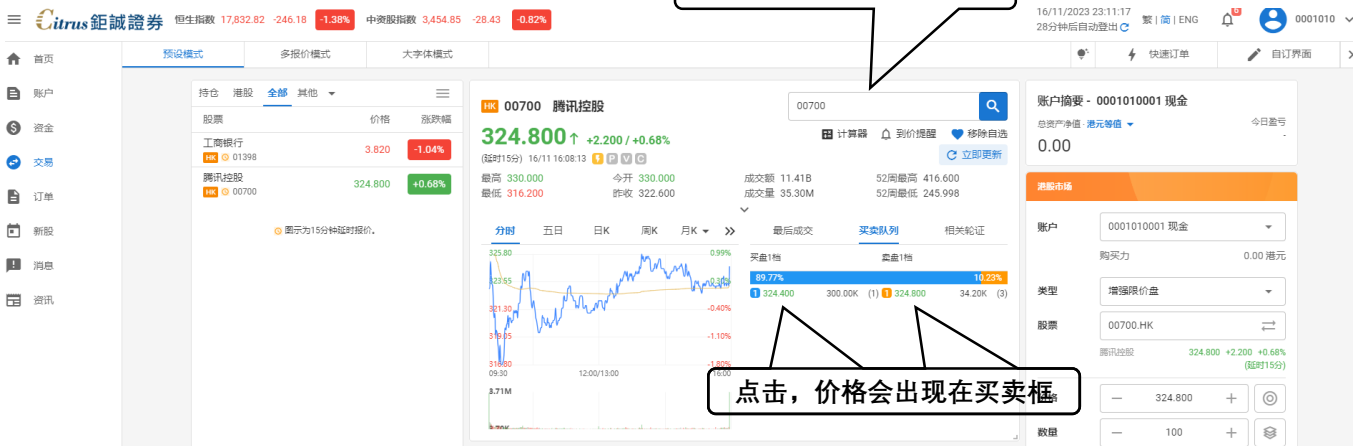 Citrus 鉅誠證券 恒生指数 17,832.82 -246.18 -1.38% 中资股指数 3,454.85 -28.43 -0.82%
16/11/2023 23:11:17
28分钟后自动登出
繁 | 简 | ENG
6
0001010
首页
账户
资金
交易
订单
新股
消息
资讯
预设模式 多报价模式 大字体模式
快速订单 自订界面
持仓 港股 全部 其他
股票 价格 涨跌幅
工商银行
HK 01398 3.820 -1.04%
腾讯控股
HK 00700 324.800 +0.68%
图示为15分钟延时报价。
HK 00700 腾讯控股
00700
324.800 +2.200 / +0.68%
计算器 到价提醒 移除自选
(延时15分) 16/11 16:08:13 P V C
立即更新
最高 330.000 今开 330.000 成交额 11.41B 52周最高 416.600
最低 316.200 昨收 322.600 成交量 35.30M 52周最低 245.998
分时 五日 日K 周K 月K
最后成交 买卖队列 相关轮证
325.80 0.99%
323.55 0.30%
321.30 -0.40%
319.05 -1.10%
316.80 -1.80%
09:30 12:00/13:00 16:00
3.71M
3.70K
买盘1档 卖盘1档
89.77% 10.23%
1 324.400 300.00K (1) 1 324.800 34.20K (3)
点击，价格会出现在买卖框
账户摘要 - 0001010001 现金
总资产净值 - 港元等值 今日盈亏
0.00 -
港股市场
账户 0001010001 现金
购买力 0.00 港元
类型 增强限价盘
股票 00700.HK
腾讯控股 324.800 +2.200 +0.68%
(延时15分)
324.800
数量 100